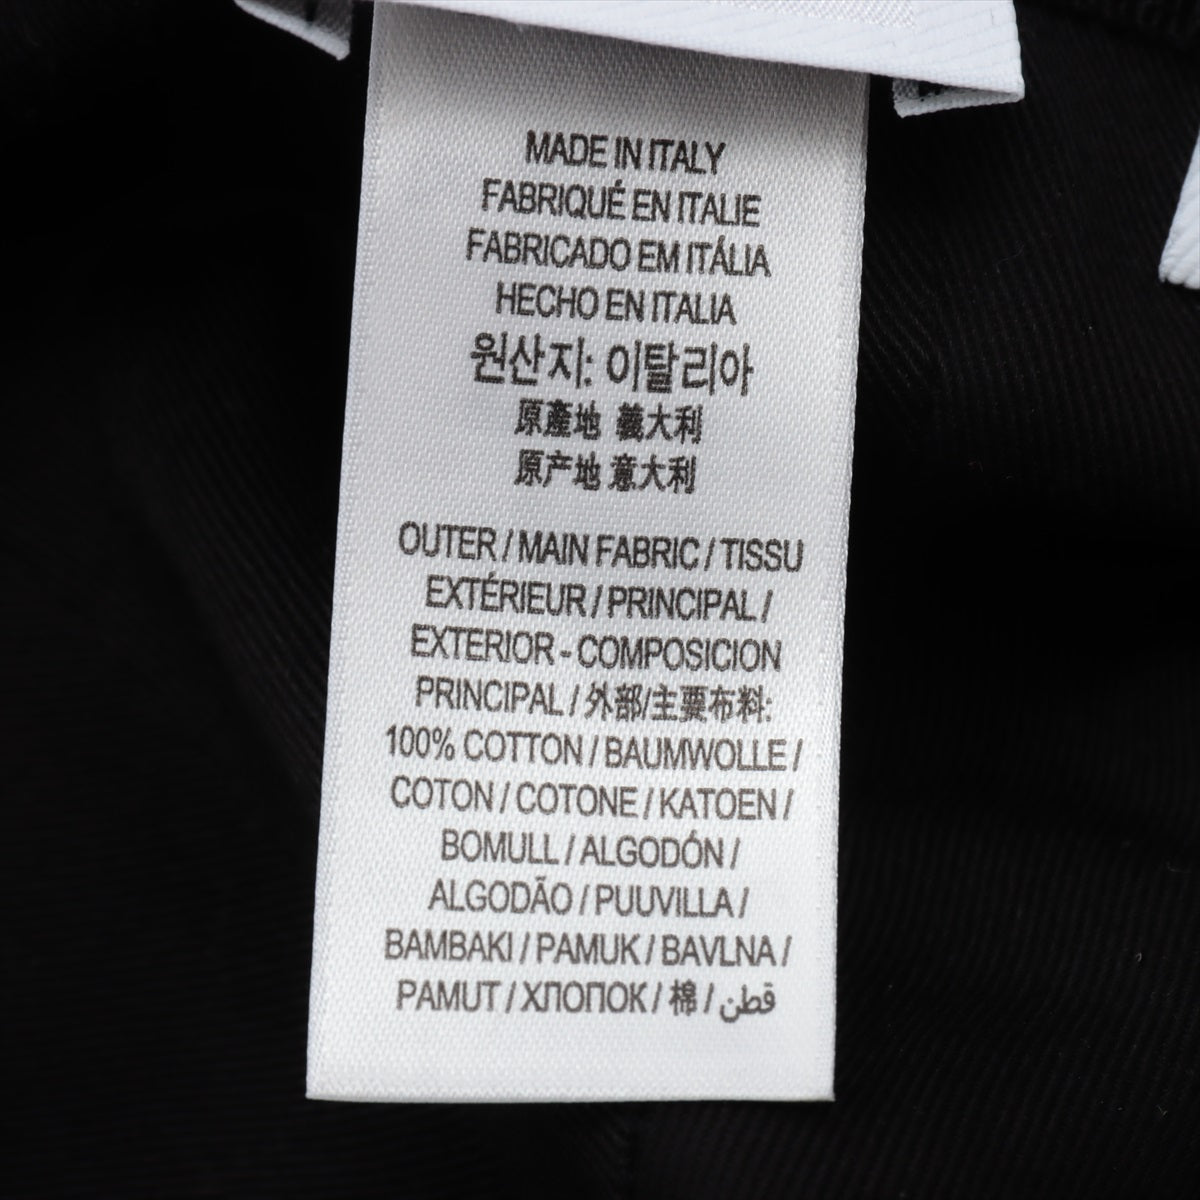 MADE IN ITALY
FABRIQUÉ EN ITALIE
FABRICADO EM ITÁLIA
HECHO EN ITALIA
원산지: 이탈리아
原產地 義大利
原产地 意大利
OUTER / MAIN FABRIC / TISSU
EXTÉRIEUR / PRINCIPAL /
EXTERIOR - COMPOSICION
PRINCIPAL / 外部/主要布料:
100% COTTON / BAUMWOLLE /
COTON / COTONE / KATOEN /
BOMULL / ALGODÓN /
ALGODÃO / PUUVILLA /
BAMBAKI / PAMUK / BAVLNA /
PAMUT / ХЛОПОК / 棉 / قطن